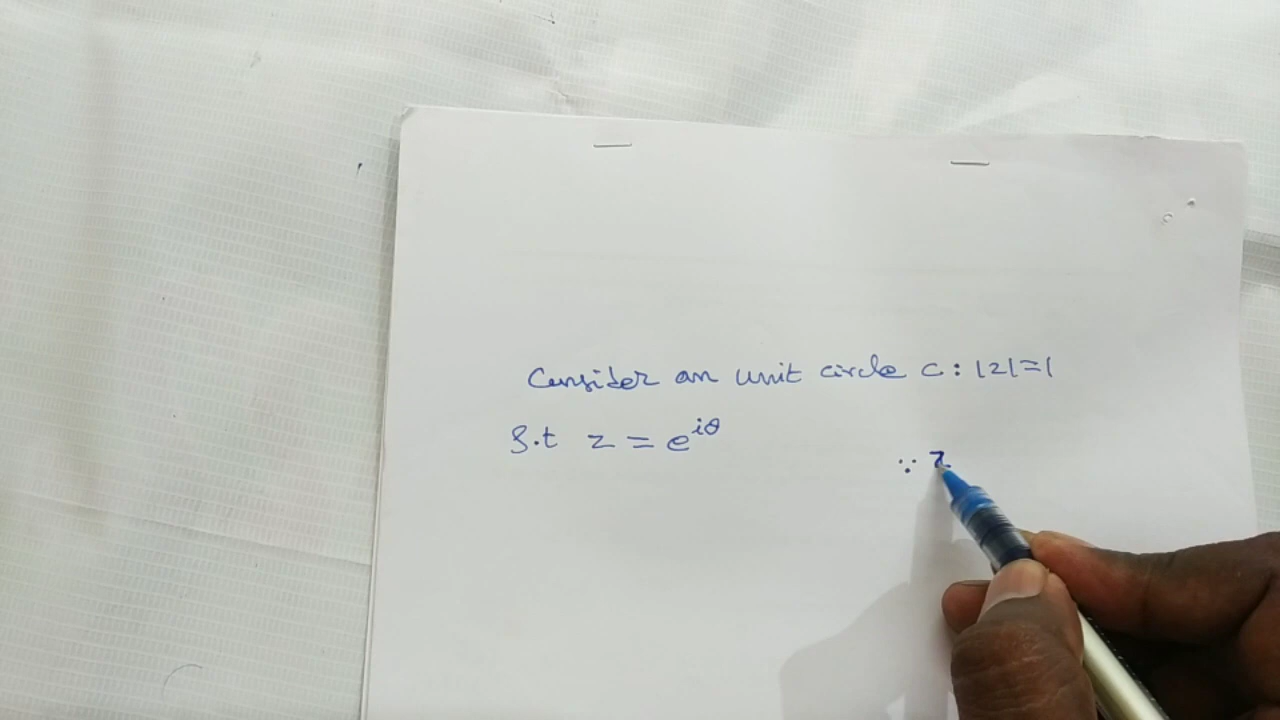 Consider an unit circle C : |z|=1
S.t z = e^{iθ}
∵ z